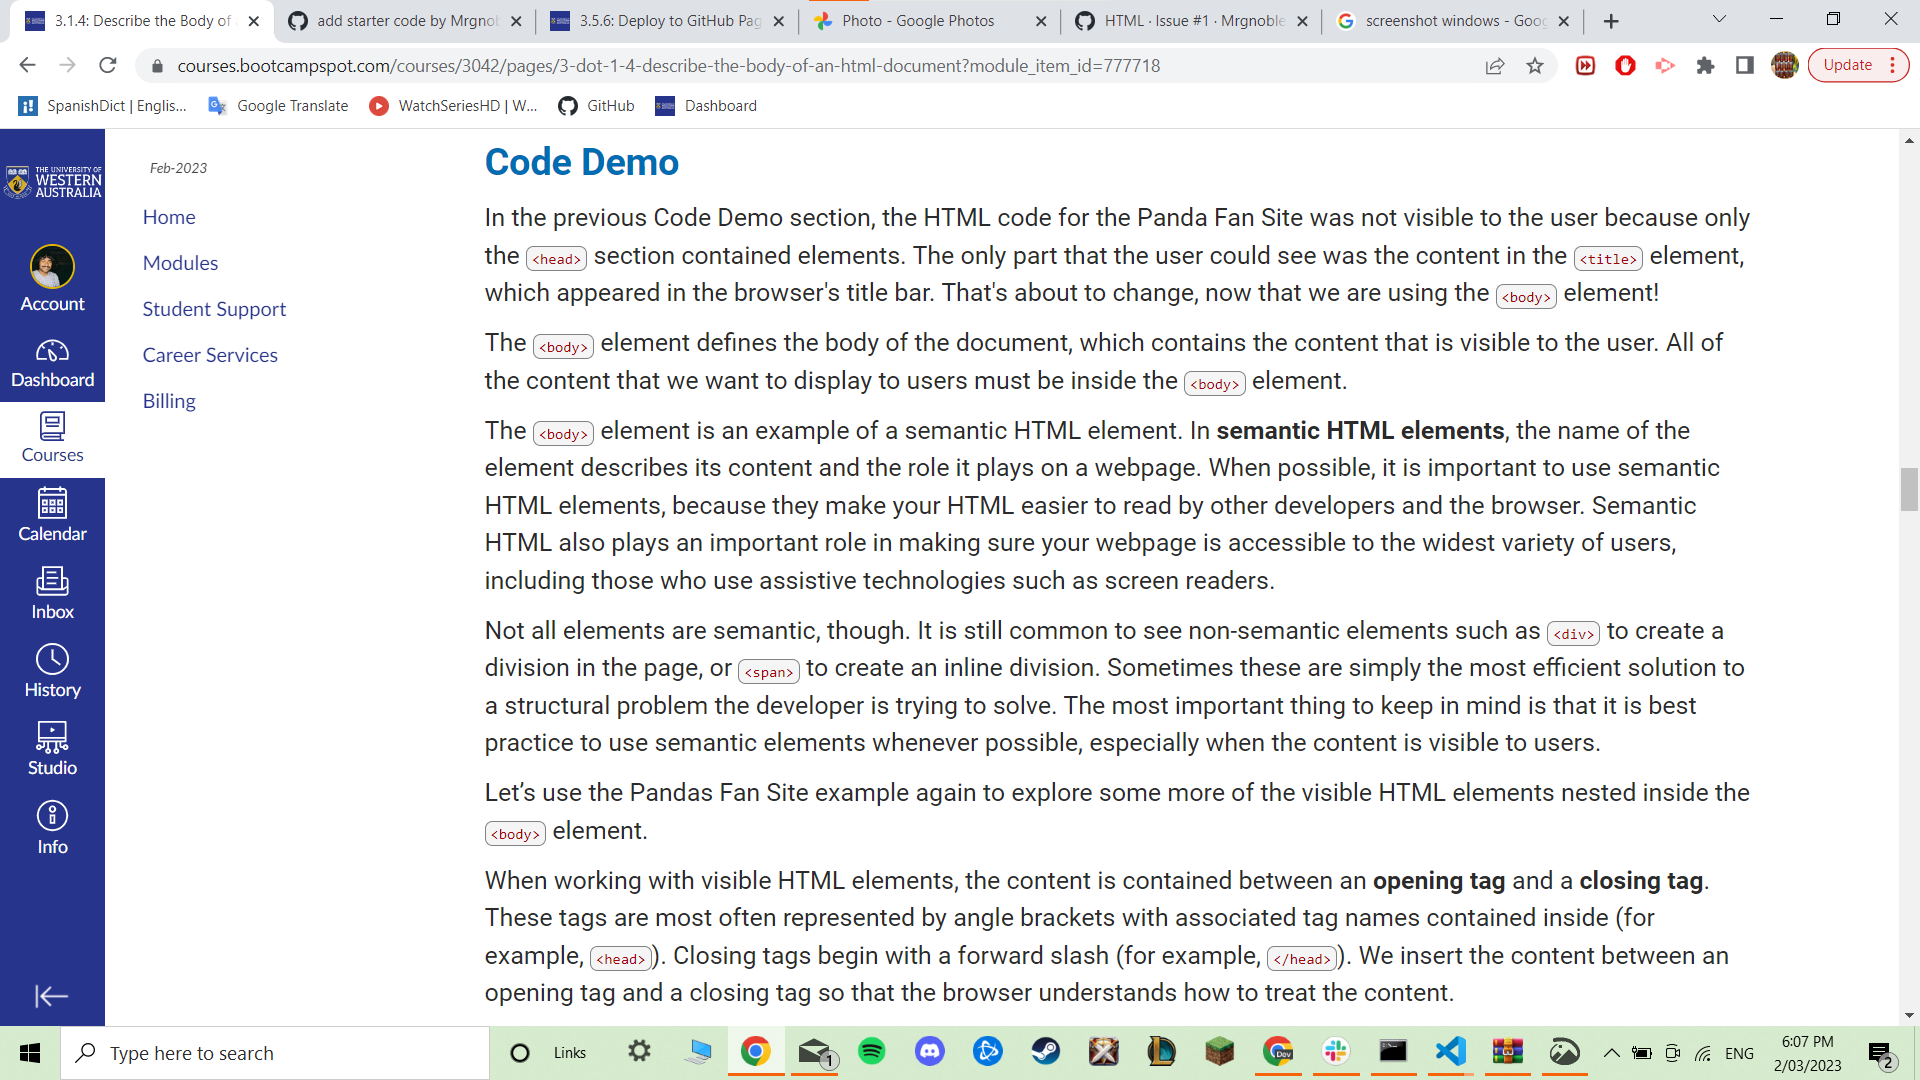 3.1.4: Describe the Body of
add starter code by Mrgnob
3.5.6: Deploy to GitHub Pag
Photo - Google Photos
HTML · Issue #1 · Mrgnoble
screenshot windows - Goog
courses.bootcampspot.com/courses/3042/pages/3-dot-1-4-describe-the-body-of-an-html-document?module_item_id=777718
Update
SpanishDict | Englis...
Google Translate
WatchSeriesHD | W...
GitHub
Dashboard
THE UNIVERSITY OF
WESTERN
AUSTRALIA
Account
Dashboard
Courses
Calendar
Inbox
History
Studio
Info
Feb-2023
Home
Modules
Student Support
Career Services
Billing
Code Demo
In the previous Code Demo section, the HTML code for the Panda Fan Site was not visible to the user because only
the <head> section contained elements. The only part that the user could see was the content in the <title> element,
which appeared in the browser's title bar. That's about to change, now that we are using the <body> element!
The <body> element defines the body of the document, which contains the content that is visible to the user. All of
the content that we want to display to users must be inside the <body> element.
The <body> element is an example of a semantic HTML element. In semantic HTML elements, the name of the
element describes its content and the role it plays on a webpage. When possible, it is important to use semantic
HTML elements, because they make your HTML easier to read by other developers and the browser. Semantic
HTML also plays an important role in making sure your webpage is accessible to the widest variety of users,
including those who use assistive technologies such as screen readers.
Not all elements are semantic, though. It is still common to see non-semantic elements such as <div> to create a
division in the page, or <span> to create an inline division. Sometimes these are simply the most efficient solution to
a structural problem the developer is trying to solve. The most important thing to keep in mind is that it is best
practice to use semantic elements whenever possible, especially when the content is visible to users.
Let’s use the Pandas Fan Site example again to explore some more of the visible HTML elements nested inside the
<body> element.
When working with visible HTML elements, the content is contained between an opening tag and a closing tag.
These tags are most often represented by angle brackets with associated tag names contained inside (for
example, <head>). Closing tags begin with a forward slash (for example, </head>). We insert the content between an
opening tag and a closing tag so that the browser understands how to treat the content.
Type here to search
Links
1
Dev
ENG
6:07 PM
2/03/2023
2